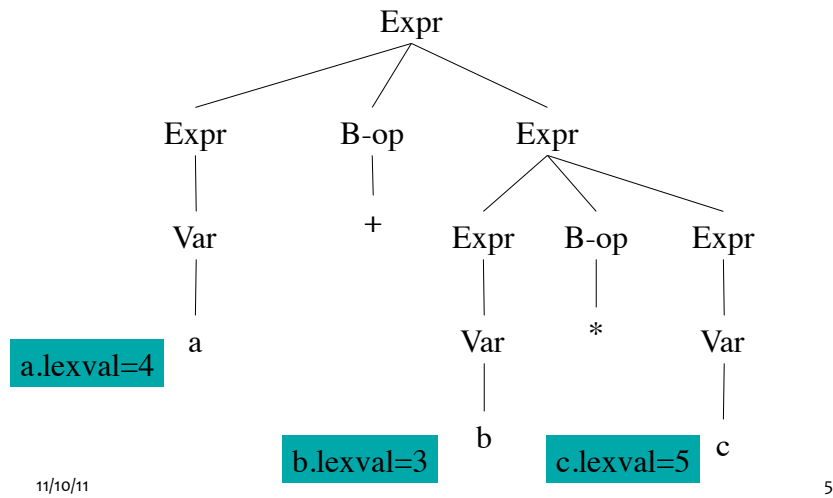 Expr
Expr B-op Expr
Var + Expr B-op Expr
a.lexval=4 a Var * Var
b.lexval=3 b c.lexval=5 c
11/10/11 5